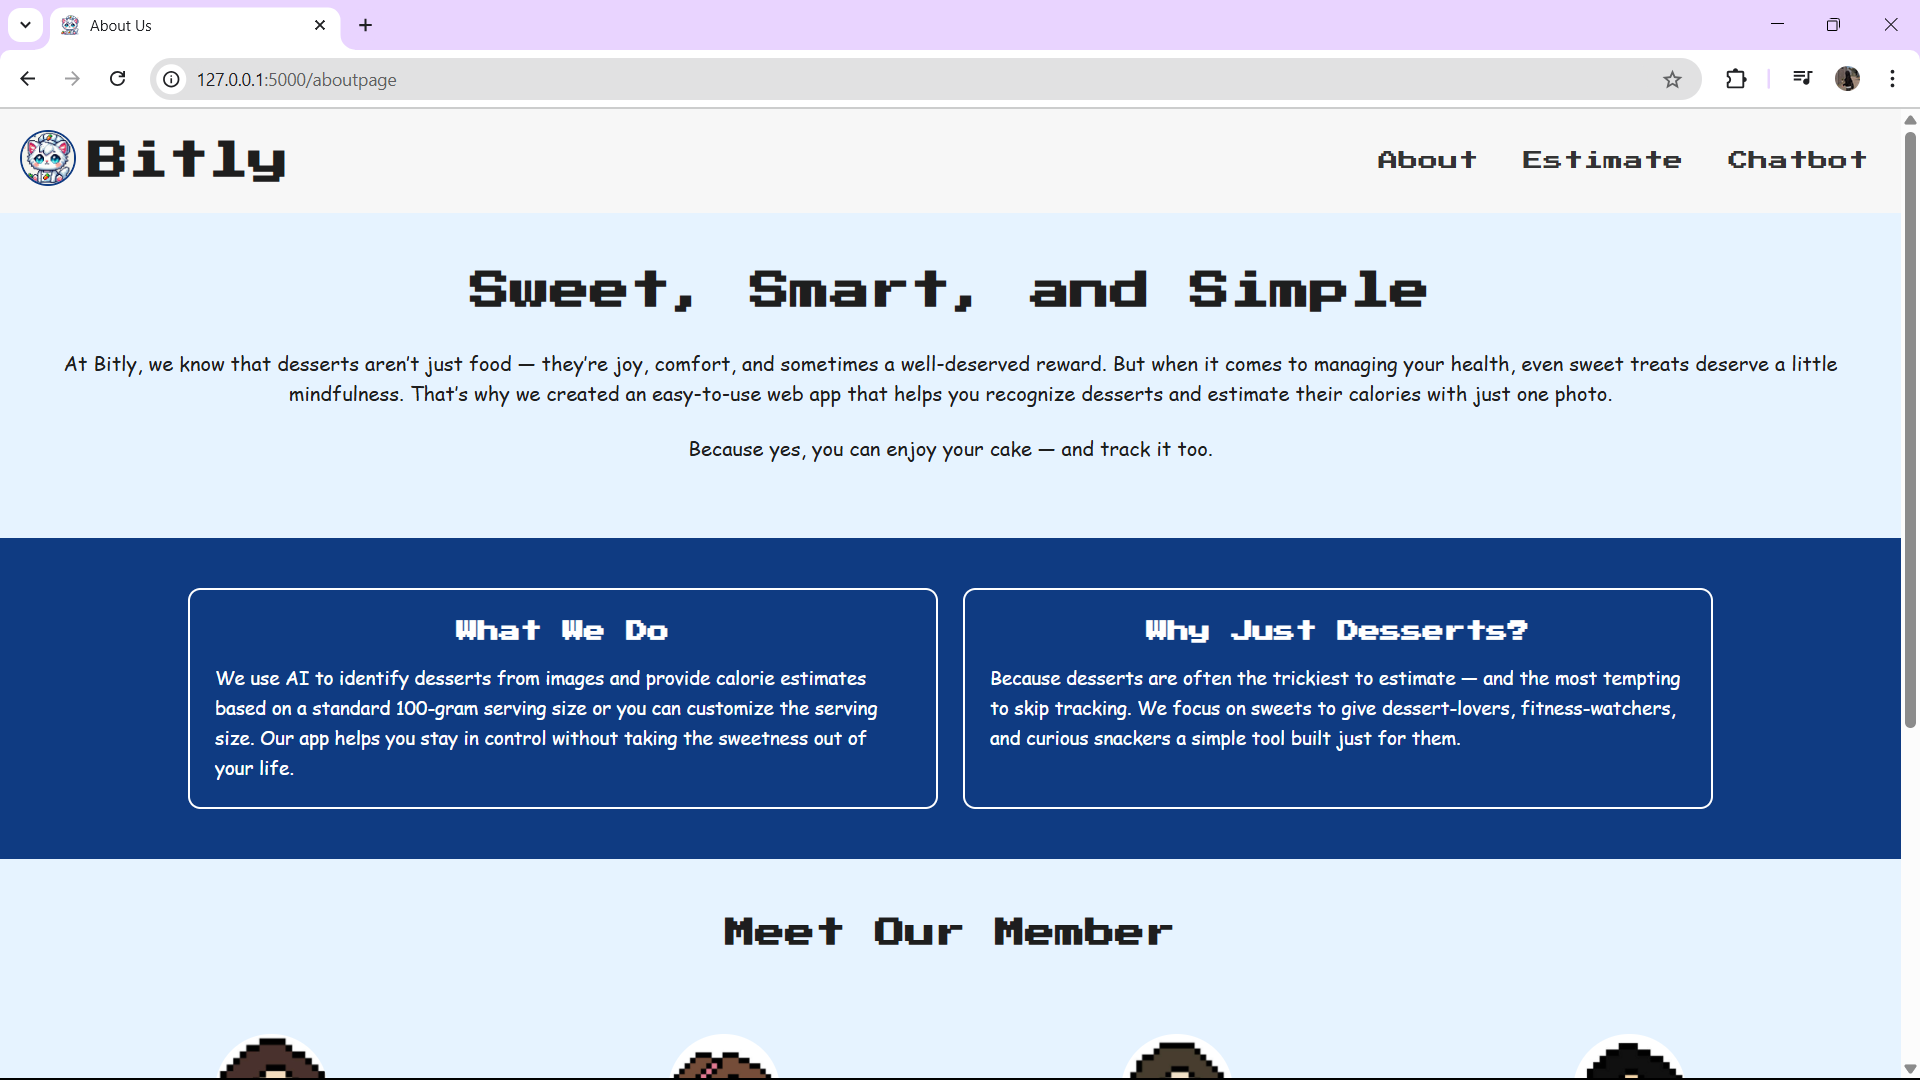 About Us
127.0.0.1:5000/aboutpage
Bitly
About Estimate Chatbot
Sweet, Smart, and Simple
At Bitly, we know that desserts aren't just food — they're joy, comfort, and sometimes a well-deserved reward. But when it comes to managing your health, even sweet treats deserve a little
mindfulness. That's why we created an easy-to-use web app that helps you recognize desserts and estimate their calories with just one photo.
Because yes, you can enjoy your cake — and track it too.
What We Do
We use AI to identify desserts from images and provide calorie estimates
based on a standard 100-gram serving size or you can customize the serving
size. Our app helps you stay in control without taking the sweetness out of
your life.
Why Just Desserts?
Because desserts are often the trickiest to estimate — and the most tempting
to skip tracking. We focus on sweets to give dessert-lovers, fitness-watchers,
and curious snackers a simple tool built just for them.
Meet Our Member